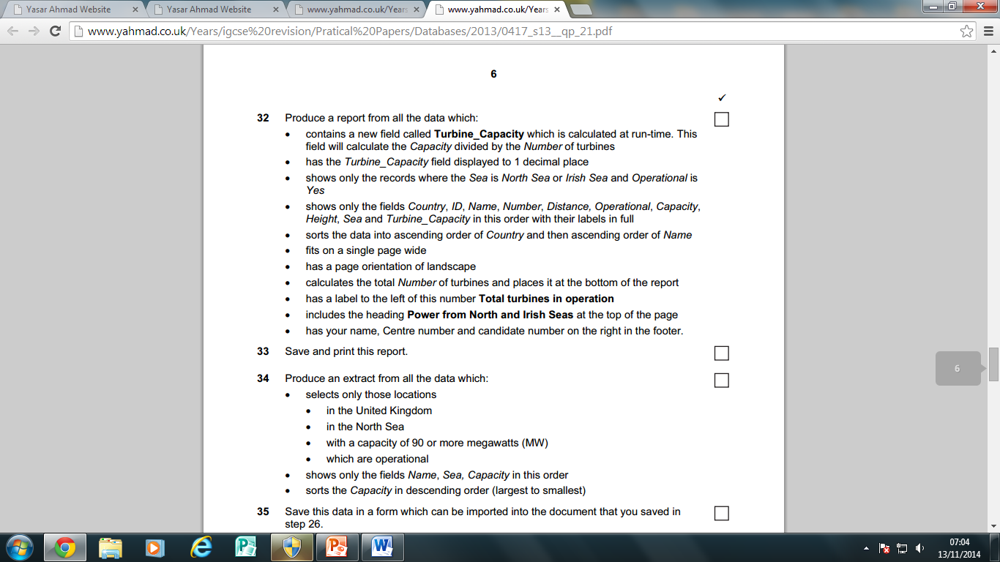 Yasar Ahmad Website
Yasar Ahmad Website
www.yahmad.co.uk/Years
www.yahmad.co.uk/Years
www.yahmad.co.uk/Years/igcse%20revision/Pratical%20Papers/Databases/2013/0417_s13__qp_21.pdf
6
✓
32 Produce a report from all the data which:
• contains a new field called Turbine_Capacity which is calculated at run-time. This
field will calculate the Capacity divided by the Number of turbines
• has the Turbine_Capacity field displayed to 1 decimal place
• shows only the records where the Sea is North Sea or Irish Sea and Operational is
Yes
• shows only the fields Country, ID, Name, Number, Distance, Operational, Capacity,
Height, Sea and Turbine_Capacity in this order with their labels in full
• sorts the data into ascending order of Country and then ascending order of Name
• fits on a single page wide
• has a page orientation of landscape
• calculates the total Number of turbines and places it at the bottom of the report
• has a label to the left of this number Total turbines in operation
• includes the heading Power from North and Irish Seas at the top of the page
• has your name, Centre number and candidate number on the right in the footer.
33 Save and print this report.
34 Produce an extract from all the data which:
• selects only those locations
• in the United Kingdom
• in the North Sea
• with a capacity of 90 or more megawatts (MW)
• which are operational
• shows only the fields Name, Sea, Capacity in this order
• sorts the Capacity in descending order (largest to smallest)
35 Save this data in a form which can be imported into the document that you saved in
step 26.
6
07:04
13/11/2014